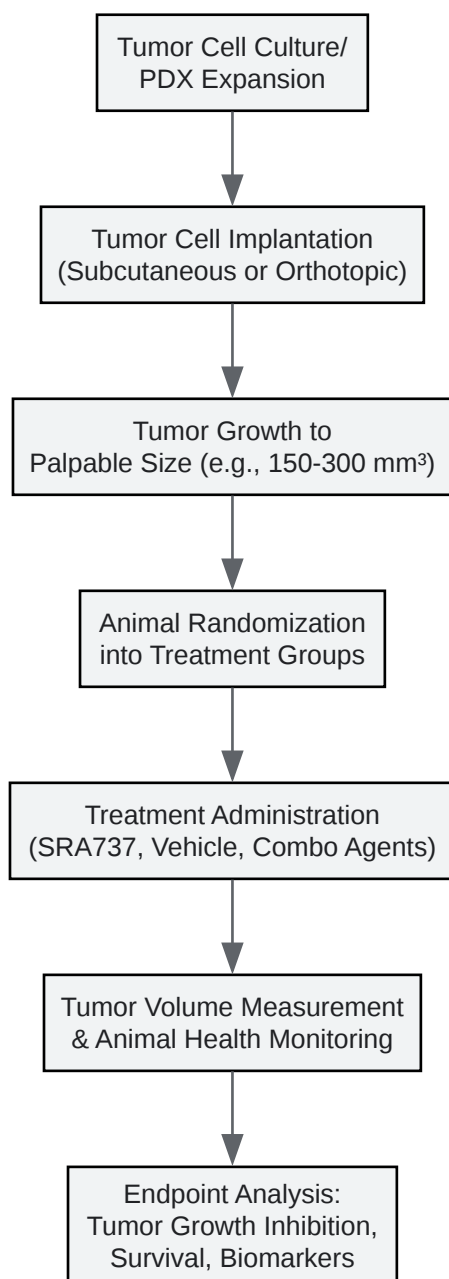 Tumor Cell Culture/
PDX Expansion
Tumor Cell Implantation
(Subcutaneous or Orthotopic)
Tumor Growth to
Palpable Size (e.g., 150-300 mm³)
Animal Randomization
into Treatment Groups
Treatment Administration
(SRA737, Vehicle, Combo Agents)
Tumor Volume Measurement
& Animal Health Monitoring
Endpoint Analysis:
Tumor Growth Inhibition,
Survival, Biomarkers